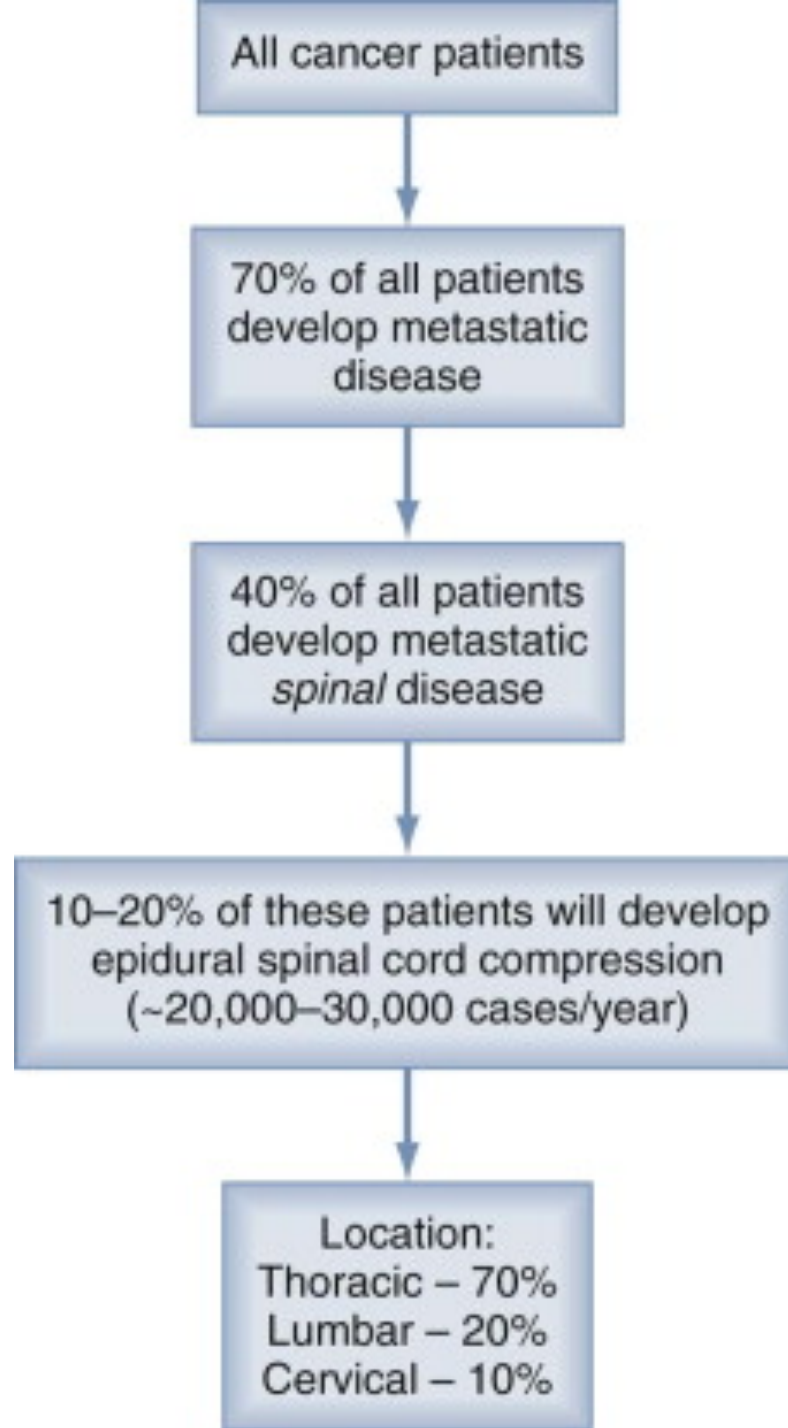 All cancer patients
70% of all patients
develop metastatic
disease
40% of all patients
develop metastatic
spinal disease
10–20% of these patients will develop
epidural spinal cord compression
(~20,000–30,000 cases/year)
Location:
Thoracic – 70%
Lumbar – 20%
Cervical – 10%